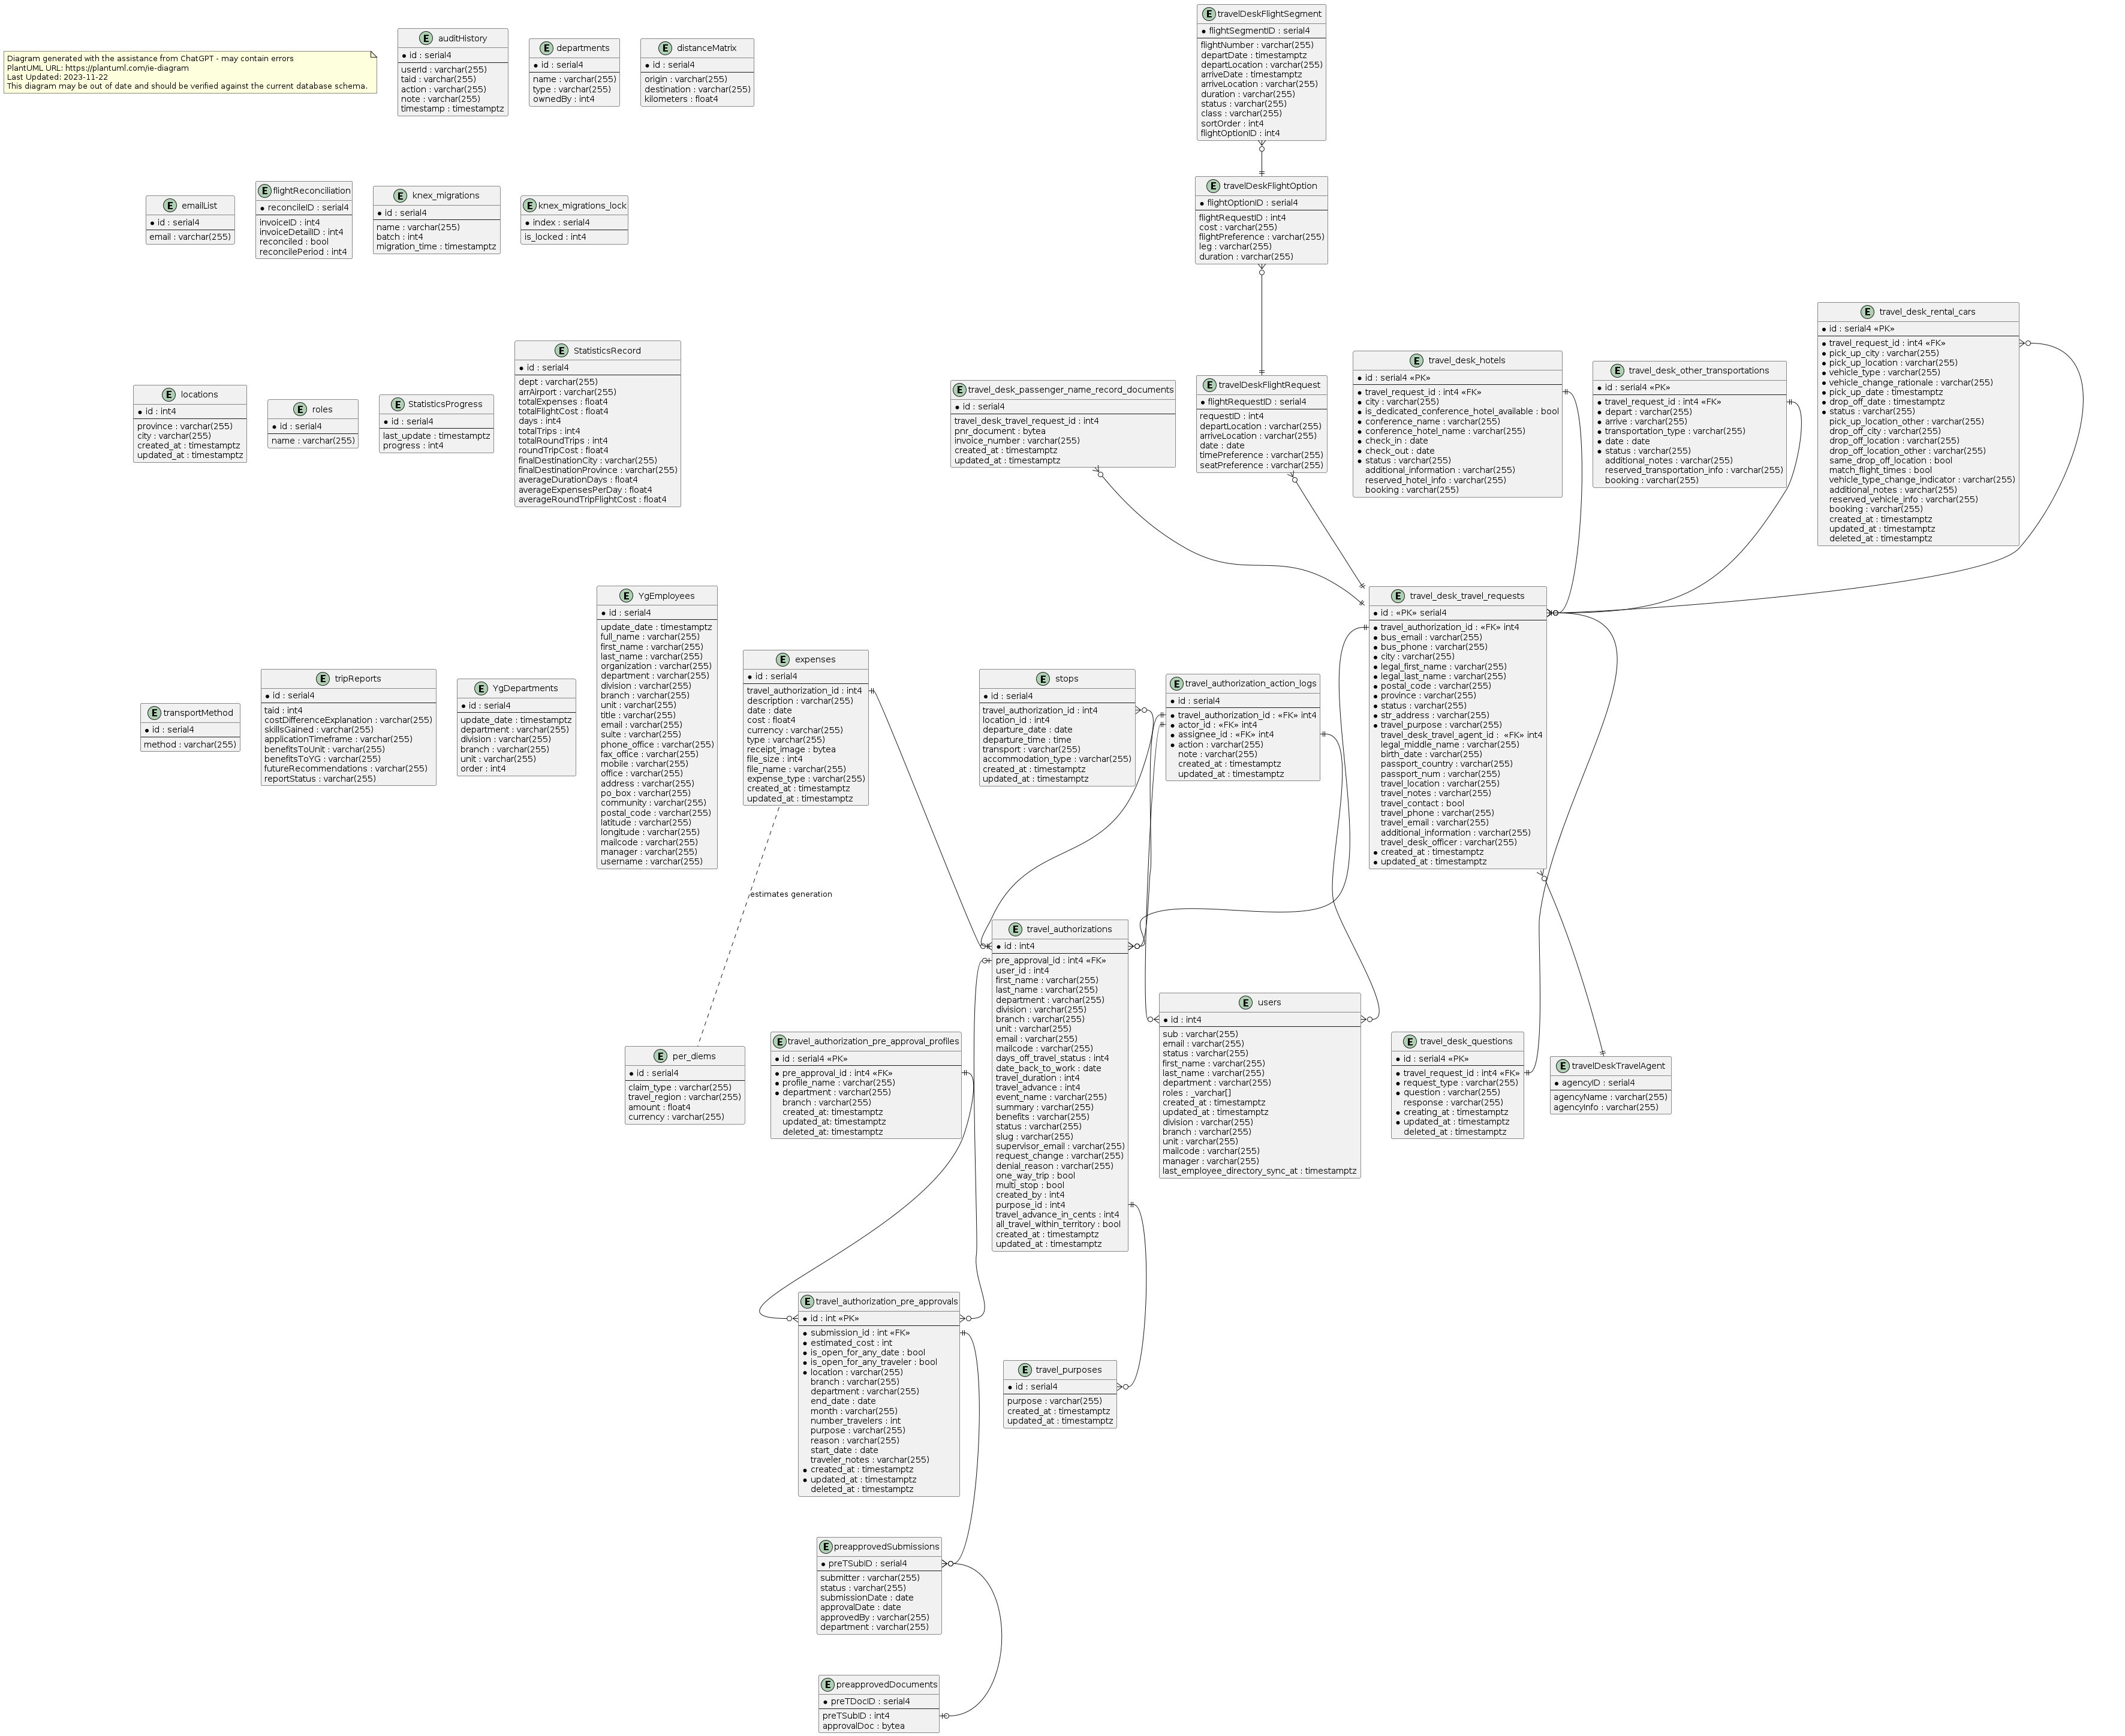 Diagram generated with the assistance from ChatGPT - may contain errors
PlantUML URL: https://plantuml.com/ie-diagram
Last Updated: 2023-11-22
This diagram may be out of date and should be verified against the current database schema.
E auditHistory
id : serial4
userId : varchar(255)
taid : varchar(255)
action : varchar(255)
note : varchar(255)
timestamp : timestamptz
E departments
id : serial4
name : varchar(255)
type : varchar(255)
ownedBy : int4
E distanceMatrix
id : serial4
origin : varchar(255)
destination : varchar(255)
kilometers : float4
E travelDeskFlightSegment
flightSegmentID : serial4
flightNumber : varchar(255)
departDate : timestamptz
departLocation : varchar(255)
arriveDate : timestamptz
arriveLocation : varchar(255)
duration : varchar(255)
status : varchar(255)
class : varchar(255)
sortOrder : int4
flightOptionID : int4
E emailList
id : serial4
email : varchar(255)
E flightReconciliation
reconcileID : serial4
invoiceID : int4
invoiceDetailID : int4
reconciled : bool
reconcilePeriod : int4
E knex_migrations
id : serial4
name : varchar(255)
batch : int4
migration_time : timestamptz
E knex_migrations_lock
index : serial4
is_locked : int4
E travelDeskFlightOption
flightOptionID : serial4
flightRequestID : int4
cost : varchar(255)
flightPreference : varchar(255)
leg : varchar(255)
duration : varchar(255)
E locations
id : int4
province : varchar(255)
city : varchar(255)
created_at : timestamptz
updated_at : timestamptz
E roles
id : serial4
name : varchar(255)
E StatisticsProgress
id : serial4
last_update : timestamptz
progress : int4
E StatisticsRecord
id : serial4
dept : varchar(255)
arrAirport : varchar(255)
totalExpenses : float4
totalFlightCost : float4
days : int4
totalTrips : int4
totalRoundTrips : int4
roundTripCost : float4
finalDestinationCity : varchar(255)
finalDestinationProvince : varchar(255)
averageDurationDays : float4
averageExpensesPerDay : float4
averageRoundTripFlightCost : float4
E travel_desk_passenger_name_record_documents
id : serial4
travel_desk_travel_request_id : int4
pnr_document : bytea
invoice_number : varchar(255)
created_at : timestamptz
updated_at : timestamptz
E travelDeskFlightRequest
flightRequestID : serial4
requestID : int4
departLocation : varchar(255)
arriveLocation : varchar(255)
date : date
timePreference : varchar(255)
seatPreference : varchar(255)
E travel_desk_hotels
id : serial4 «PK»
travel_request_id : int4 «FK»
city : varchar(255)
is_dedicated_conference_hotel_available : bool
conference_name : varchar(255)
conference_hotel_name : varchar(255)
check_in : date
check_out : date
status : varchar(255)
additional_information : varchar(255)
reserved_hotel_info : varchar(255)
booking : varchar(255)
E travel_desk_other_transportations
id : serial4 «PK»
travel_request_id : int4 «FK»
depart : varchar(255)
arrive : varchar(255)
transportation_type : varchar(255)
date : date
status : varchar(255)
additional_notes : varchar(255)
reserved_transportation_info : varchar(255)
booking : varchar(255)
E travel_desk_rental_cars
id : serial4 «PK»
travel_request_id : int4 «FK»
pick_up_city : varchar(255)
pick_up_location : varchar(255)
vehicle_type : varchar(255)
vehicle_change_rationale : varchar(255)
pick_up_date : timestamptz
drop_off_date : timestamptz
status : varchar(255)
pick_up_location_other : varchar(255)
drop_off_city : varchar(255)
drop_off_location : varchar(255)
drop_off_location_other : varchar(255)
same_drop_off_location : bool
match_flight_times : bool
vehicle_type_change_indicator : varchar(255)
additional_notes : varchar(255)
reserved_vehicle_info : varchar(255)
booking : varchar(255)
created_at : timestamptz
updated_at : timestamptz
deleted_at : timestamptz
E transportMethod
id : serial4
method : varchar(255)
E tripReports
id : serial4
taid : int4
costDifferenceExplanation : varchar(255)
skillsGained : varchar(255)
applicationTimeframe : varchar(255)
benefitsToUnit : varchar(255)
benefitsToYG : varchar(255)
futureRecommendations : varchar(255)
reportStatus : varchar(255)
E YgDepartments
id : serial4
update_date : timestamptz
department : varchar(255)
division : varchar(255)
branch : varchar(255)
unit : varchar(255)
order : int4
E YgEmployees
id : serial4
update_date : timestamptz
full_name : varchar(255)
first_name : varchar(255)
last_name : varchar(255)
organization : varchar(255)
department : varchar(255)
division : varchar(255)
branch : varchar(255)
unit : varchar(255)
title : varchar(255)
email : varchar(255)
suite : varchar(255)
phone_office : varchar(255)
fax_office : varchar(255)
mobile : varchar(255)
office : varchar(255)
address : varchar(255)
po_box : varchar(255)
community : varchar(255)
postal_code : varchar(255)
latitude : varchar(255)
longitude : varchar(255)
mailcode : varchar(255)
manager : varchar(255)
username : varchar(255)
E expenses
id : serial4
travel_authorization_id : int4
description : varchar(255)
date : date
cost : float4
currency : varchar(255)
type : varchar(255)
receipt_image : bytea
file_size : int4
file_name : varchar(255)
expense_type : varchar(255)
created_at : timestamptz
updated_at : timestamptz
E stops
id : serial4
travel_authorization_id : int4
location_id : int4
departure_date : date
departure_time : time
transport : varchar(255)
accommodation_type : varchar(255)
created_at : timestamptz
updated_at : timestamptz
E travel_authorization_action_logs
id : serial4
travel_authorization_id : «FK» int4
actor_id : «FK» int4
assignee_id : «FK» int4
action : varchar(255)
note : varchar(255)
created_at : timestamptz
updated_at : timestamptz
E travel_desk_travel_requests
id : «PK» serial4
travel_authorization_id : «FK» int4
bus_email : varchar(255)
bus_phone : varchar(255)
city : varchar(255)
legal_first_name : varchar(255)
legal_last_name : varchar(255)
postal_code : varchar(255)
province : varchar(255)
status : varchar(255)
str_address : varchar(255)
travel_purpose : varchar(255)
travel_desk_travel_agent_id : «FK» int4
legal_middle_name : varchar(255)
birth_date : varchar(255)
passport_country : varchar(255)
passport_num : varchar(255)
travel_location : varchar(255)
travel_notes : varchar(255)
travel_contact : bool
travel_phone : varchar(255)
travel_email : varchar(255)
additional_information : varchar(255)
travel_desk_officer : varchar(255)
created_at : timestamptz
updated_at : timestamptz
estimates generation
E per_diems
id : serial4
claim_type : varchar(255)
travel_region : varchar(255)
amount : float4
currency : varchar(255)
E travel_authorization_pre_approval_profiles
id : serial4 «PK»
pre_approval_id : int4 «FK»
profile_name : varchar(255)
department : varchar(255)
branch : varchar(255)
created_at: timestamptz
updated_at: timestamptz
deleted_at: timestamptz
E travel_authorizations
id : int4
pre_approval_id : int4 «FK»
user_id : int4
first_name : varchar(255)
last_name : varchar(255)
department : varchar(255)
division : varchar(255)
branch : varchar(255)
unit : varchar(255)
email : varchar(255)
mailcode : varchar(255)
days_off_travel_status : int4
date_back_to_work : date
travel_duration : int4
travel_advance : int4
event_name : varchar(255)
summary : varchar(255)
benefits : varchar(255)
status : varchar(255)
slug : varchar(255)
supervisor_email : varchar(255)
request_change : varchar(255)
denial_reason : varchar(255)
one_way_trip : bool
multi_stop : bool
created_by : int4
purpose_id : int4
travel_advance_in_cents : int4
all_travel_within_territory : bool
created_at : timestamptz
updated_at : timestamptz
E users
id : int4
sub : varchar(255)
email : varchar(255)
status : varchar(255)
first_name : varchar(255)
last_name : varchar(255)
department : varchar(255)
roles : _varchar[]
created_at : timestamptz
updated_at : timestamptz
division : varchar(255)
branch : varchar(255)
unit : varchar(255)
mailcode : varchar(255)
manager : varchar(255)
last_employee_directory_sync_at : timestamptz
E travel_desk_questions
id : serial4 «PK»
travel_request_id : int4 «FK»
request_type : varchar(255)
question : varchar(255)
response : varchar(255)
creating_at : timestamptz
updated_at : timestamptz
deleted_at : timestamptz
E travelDeskTravelAgent
agencyID : serial4
agencyName : varchar(255)
agencyInfo : varchar(255)
E travel_authorization_pre_approvals
id : int «PK»
submission_id : int «FK»
estimated_cost : int
is_open_for_any_date : bool
is_open_for_any_traveler : bool
location : varchar(255)
branch : varchar(255)
department : varchar(255)
end_date : date
month : varchar(255)
number_travelers : int
purpose : varchar(255)
reason : varchar(255)
start_date : date
traveler_notes : varchar(255)
created_at : timestamptz
updated_at : timestamptz
deleted_at : timestamptz
E travel_purposes
id : serial4
purpose : varchar(255)
created_at : timestamptz
updated_at : timestamptz
E preapprovedSubmissions
preTSubID : serial4
submitter : varchar(255)
status : varchar(255)
submissionDate : date
approvalDate : date
approvedBy : varchar(255)
department : varchar(255)
E preapprovedDocuments
preTDocID : serial4
preTSubID : int4
approvalDoc : bytea